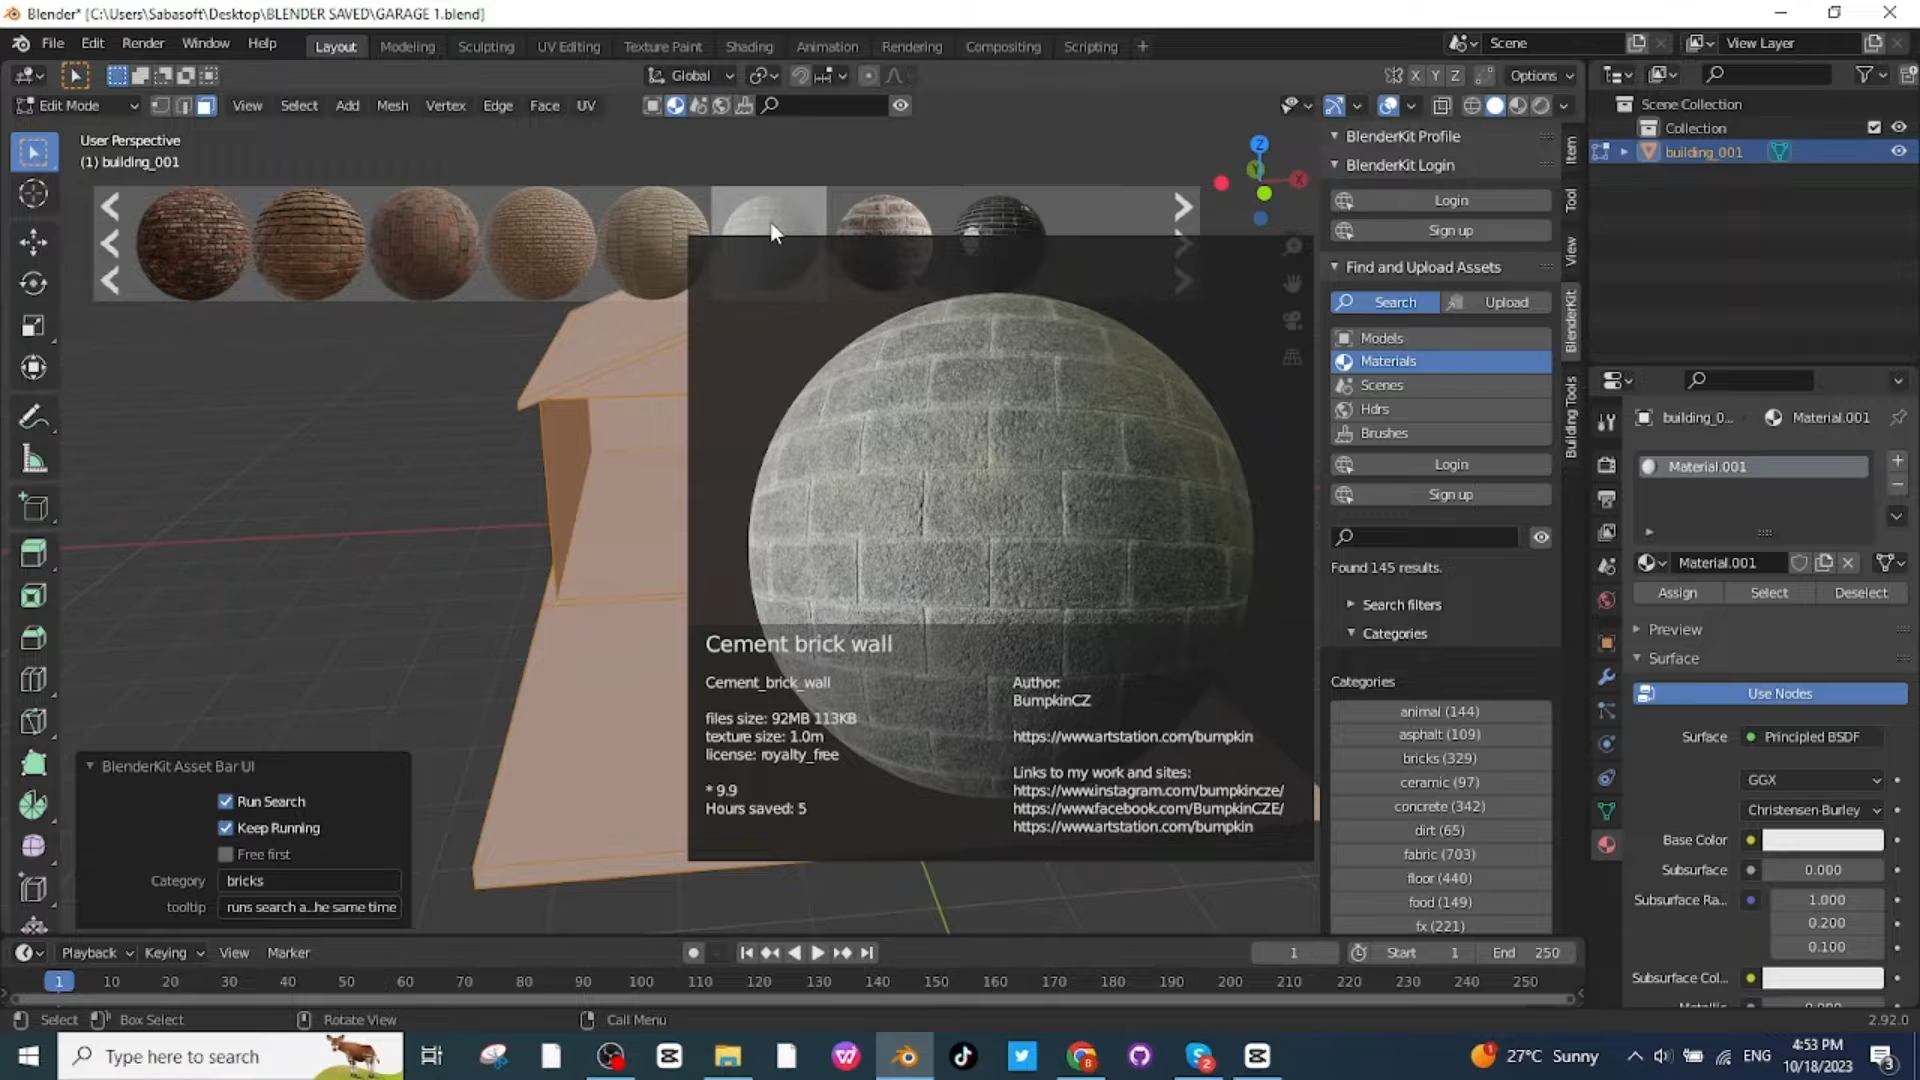 Blender* [C:\Users\Sabasoft\Desktop\BLENDER SAVED\GARAGE 1.blend]
File Edit Render Window Help Layout Modeling Sculpting UV Editing Texture Paint Shading Animation Rendering Compositing Scripting + Scene View Layer
Global X Y Z Options
Edit Mode View Select Add Mesh Vertex Edge Face UV
User Perspective
(1) building_001
Z
Y
X
Cement brick wall
Cement_brick_wall
files size: 92MB 113KB
texture size: 1.0m
license: royalty_free
* 9.9
Hours saved: 5
Author:
BumpkinCZ
https://www.artstation.com/bumpkin
Links to my work and sites:
https://www.instagram.com/bumpkincze/
https://www.facebook.com/BumpkinCZE/
https://www.artstation.com/bumpkin
BlenderKit Asset Bar UI
Run Search
Keep Running
Free first
Category bricks
tooltip runs search a...he same time
BlenderKit Profile
BlenderKit Login
Login
Sign up
Find and Upload Assets
Search Upload
Models
Materials
Scenes
Hdrs
Brushes
Login
Sign up
Found 145 results.
Search filters
Categories
Categories
animal (144)
asphalt (109)
bricks (329)
ceramic (97)
concrete (342)
dirt (65)
fabric (703)
floor (440)
food (149)
fx (221)
Item
Tool
View
BlenderKit
Building Tools
Scene Collection
Collection
building_001
building_0... Material.001
Material.001
Material.001
Assign Select Deselect
Preview
Surface
Use Nodes
Surface Principled BSDF
GGX
Christensen-Burley
Base Color
Subsurface 0.000
Subsurface Ra... 1.000
0.200
0.100
Subsurface Col...
Playback Keying View Marker 1 Start 1 End 250
1 10 20 30 40 50 60 70 80 90 100 110 120 130 140 150 160 170 180 190 200 210 220 230 240 250
Select Box Select Rotate View Call Menu 2.92.0
Type here to search
B
2
1
27°C Sunny
ENG
4:53 PM
10/18/2023
3